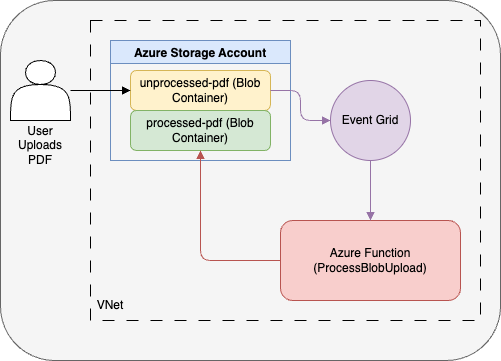 Azure Storage Account
unprocessed-pdf (Blob
Container)
processed-pdf (Blob
Container)
Event Grid
User
Uploads
PDF
Azure Function
(ProcessBlobUpload)
VNet